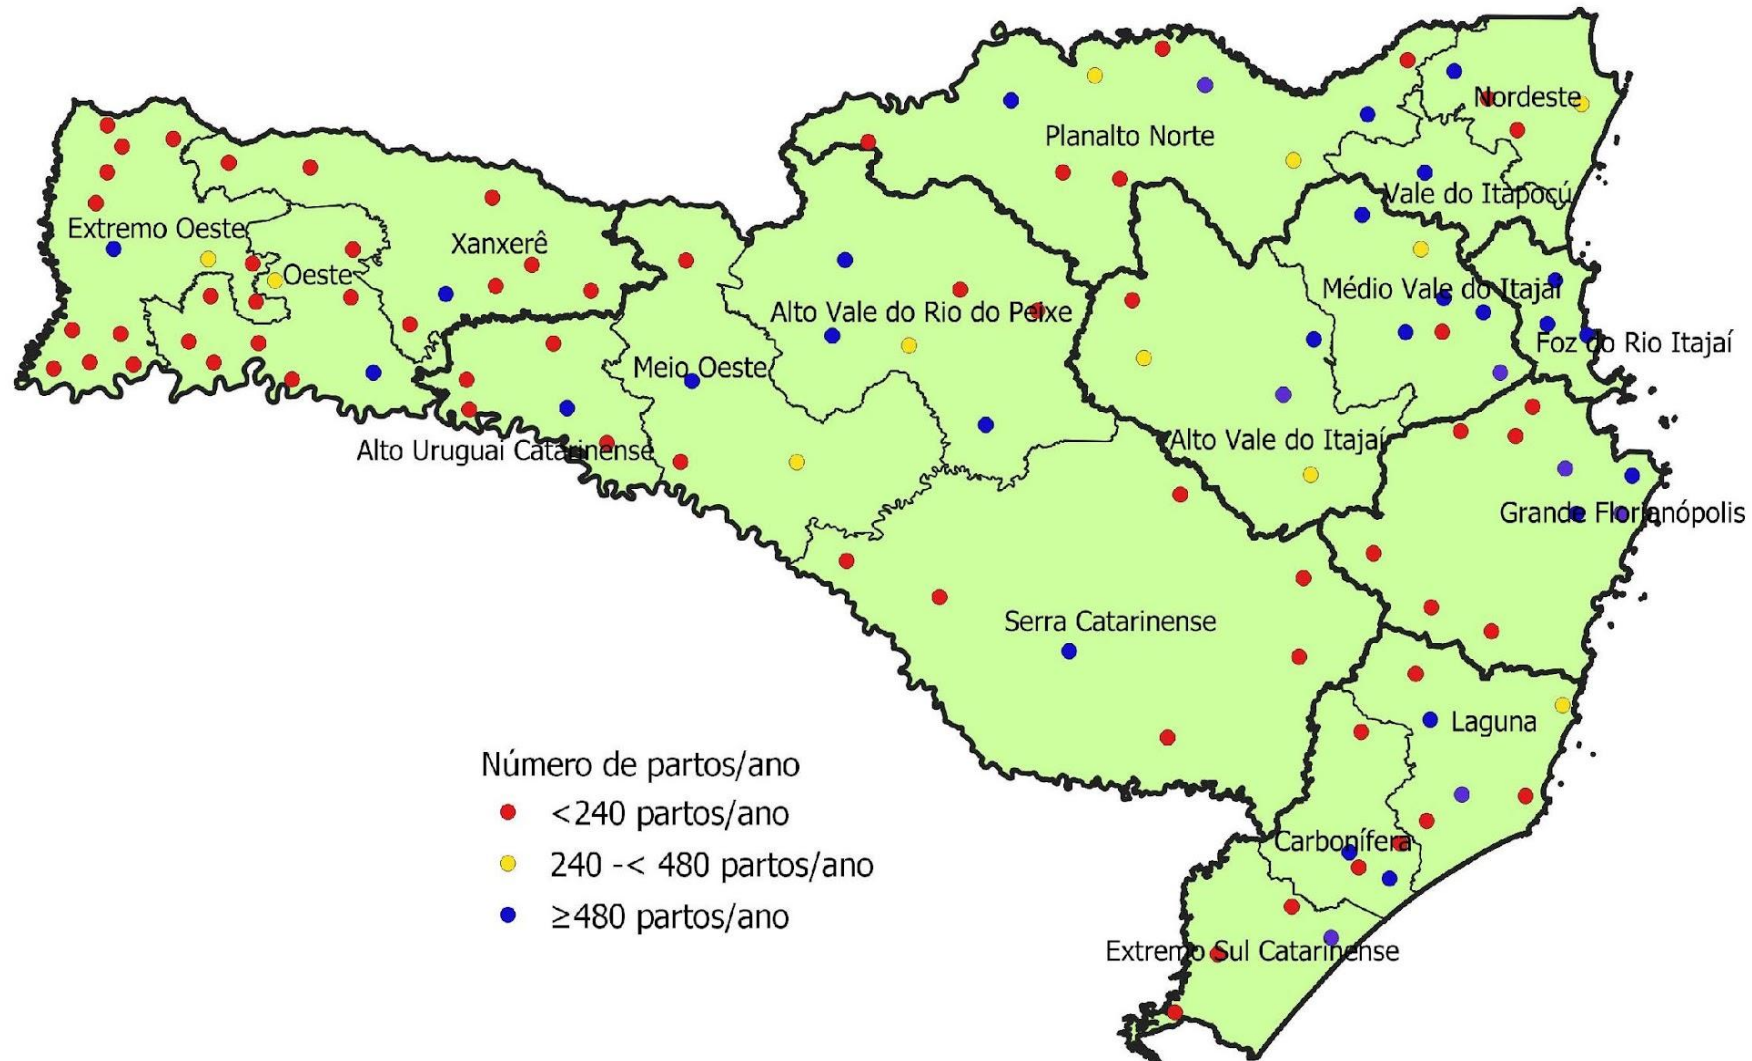 Nordeste
Planalto Norte
Vale do Itapocú
Extremo Oeste
Xanxerê
Oeste
Médio Vale do Itajaí
Alto Vale do Rio do Peixe
Foz do Rio Itajaí
Meio Oeste
Alto Uruguai Catarinense
Alto Vale do Itajaí
Grande Florianópolis
Serra Catarinense
Laguna
Número de partos/ano
<240 partos/ano
240 -< 480 partos/ano
≥480 partos/ano
Carbonífera
Extremo Sul Catarinense